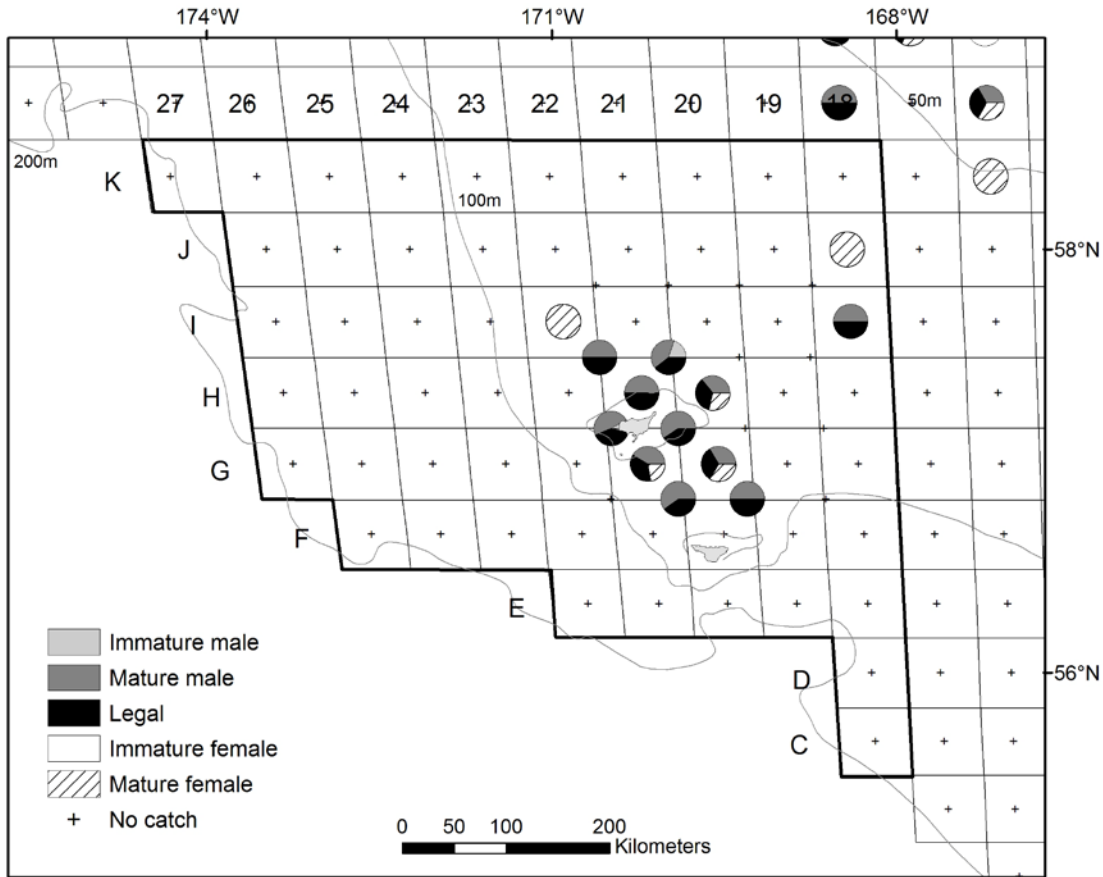 174°W 171°W 168°W
27 26 25 24 23 22 21 20 19 18 50m
200m
K
100m
J
58°N
I
H
G
F
E
Immature male
Mature male
D
56°N
Legal
C
Immature female
Mature female
No catch
0 50 100 200
Kilometers